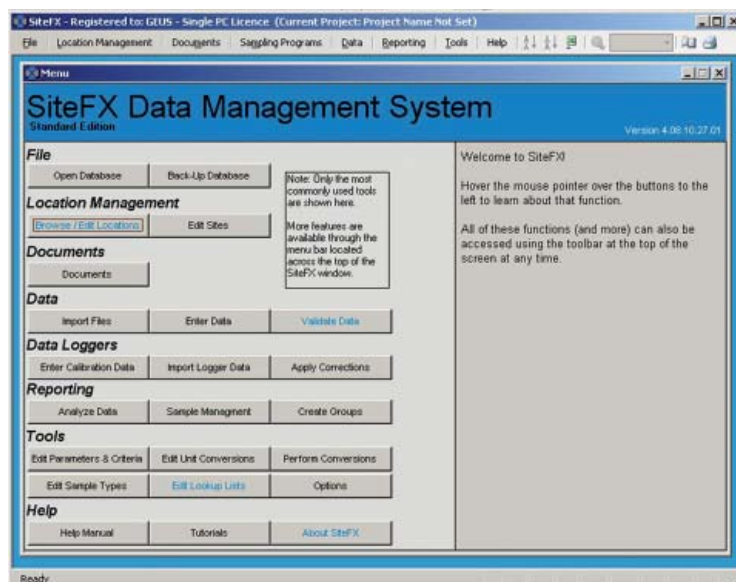 SiteFX - Registered to: GEUS - Single PC Licence (Current Project: Project Name Not Set)
File Location Management Documents Sampling Programs Data Reporting Tools Help
Menu
SiteFX Data Management System
Standard Edition
Version 4.08.10.27.01
File
Open Database Back-Up Database
Note: Only the most
commonly used tools
are shown here.
More features are
available through the
menu bar located
across the top of the
SiteFX window.
Location Management
Browse / Edit Locations Edit Sites
Documents
Documents
Data
Import Files Enter Data Validate Data
Data Loggers
Enter Calibration Data Import Logger Data Apply Corrections
Reporting
Analyze Data Sample Managment Create Groups
Tools
Edit Parameters & Criteria Edit Unit Conversions Perform Conversions
Edit Sample Types Edit Lookup Lists Options
Help
Help Manual Tutorials About SiteFX
Welcome to SiteFX!
Hover the mouse pointer over the buttons to the
left to learn about that function.
All of these functions (and more) can also be
accessed using the toolbar at the top of the
screen at any time.
Ready